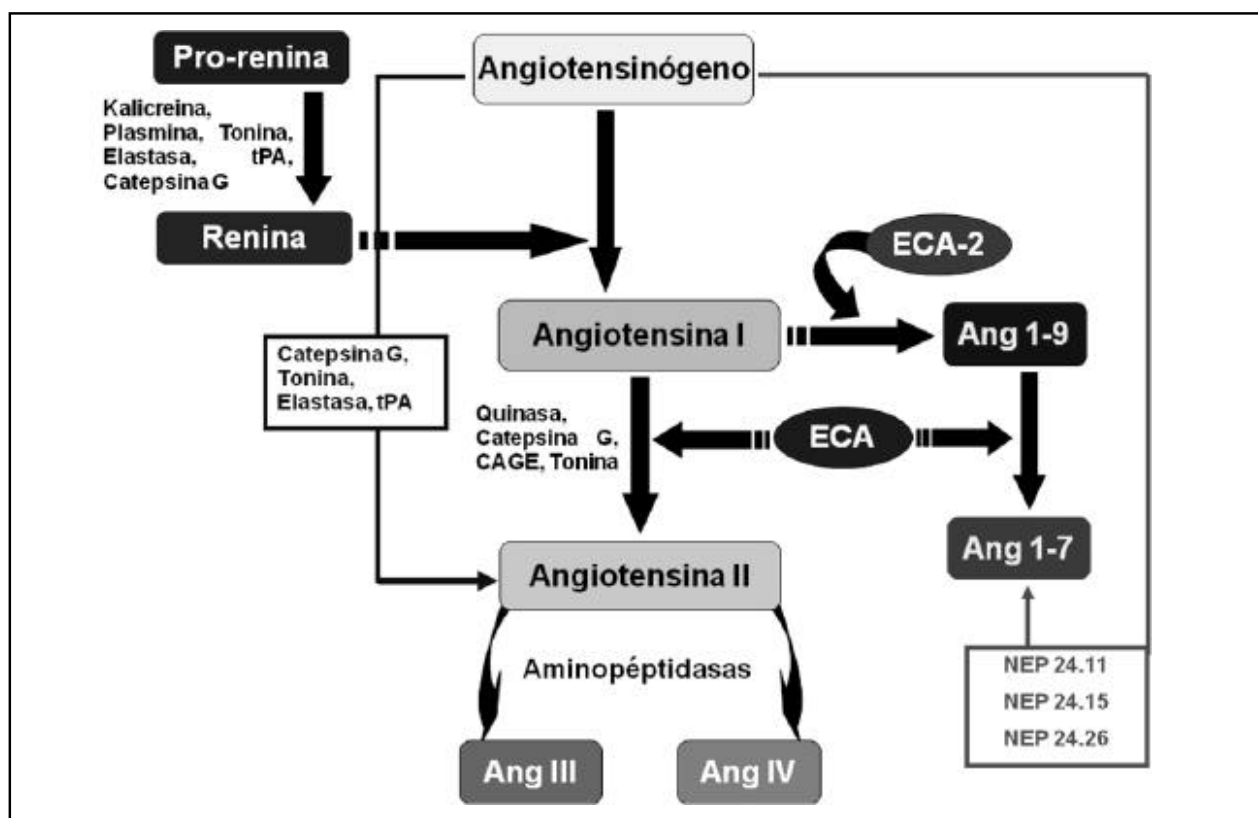 Pro-renina
Angiotensinógeno
Kalicreina,
Plasmina, Tonina,
Elastasa, tPA,
Catepsina G
Renina
ECA-2
Angiotensina I
Ang 1-9
Catepsina G,
Tonina,
Elastasa, tPA
Quinasa,
Catepsina G,
CAGE, Tonina
ECA
Ang 1-7
Angiotensina II
Aminopéptidasas
NEP 24.11
NEP 24.15
NEP 24.26
Ang III
Ang IV